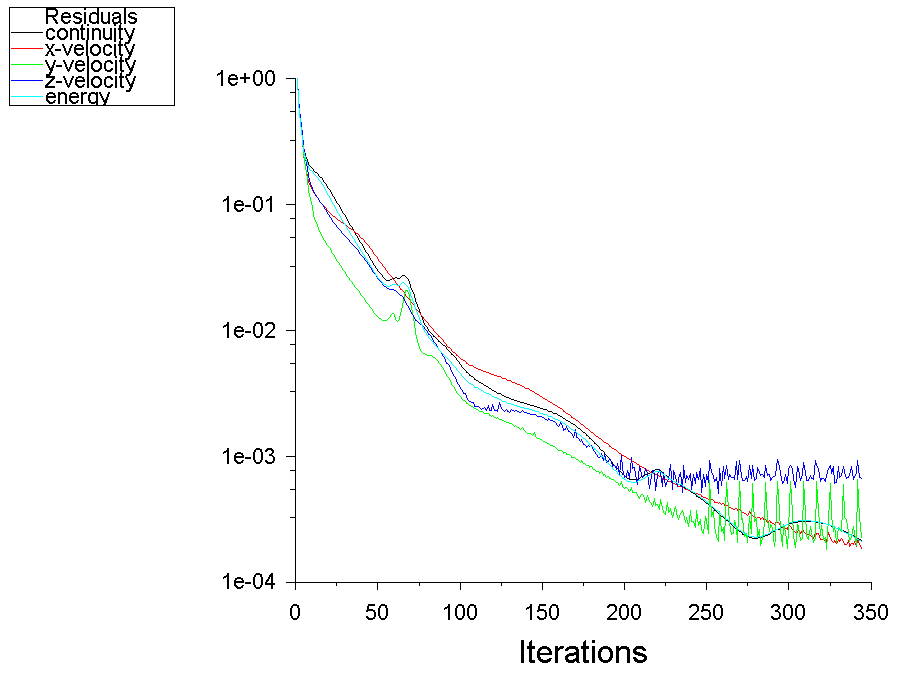 Residuals
continuity
x-velocity
y-velocity
z-velocity
energy
1e+00
1e-01
1e-02
1e-03
1e-04
0 50 100 150 200 250 300 350
Iterations